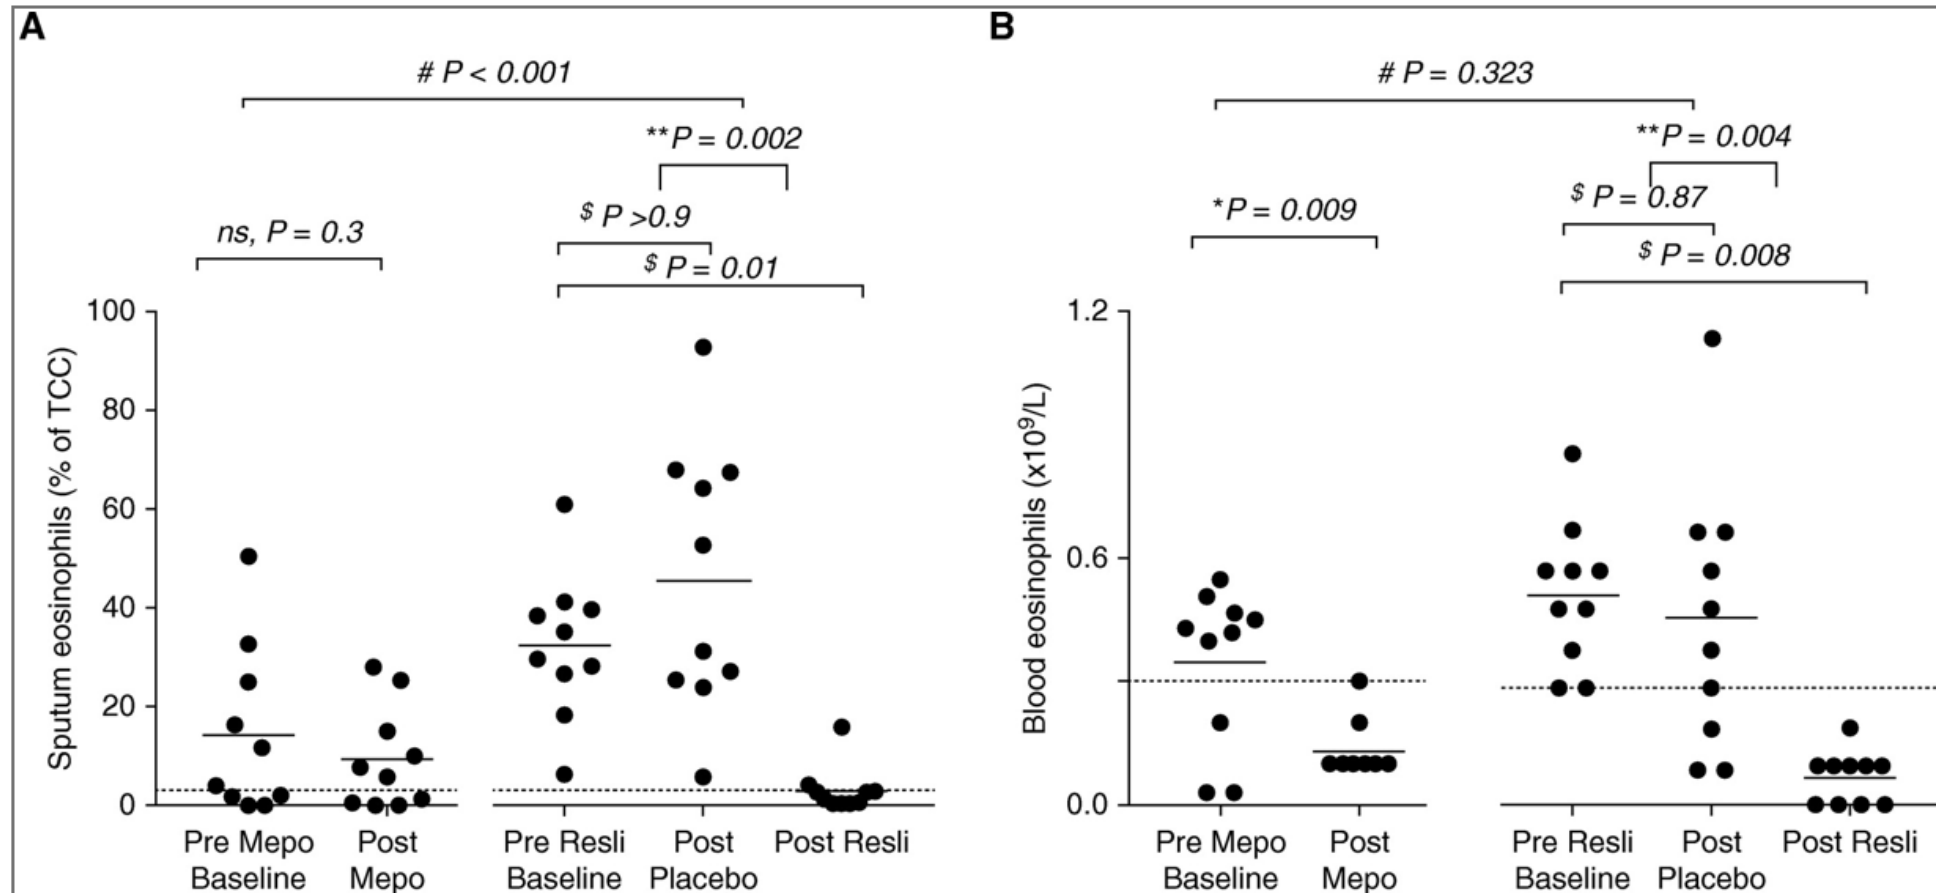 A
# P < 0.001
**P = 0.002
$ P >0.9
ns, P = 0.3
$ P = 0.01
100
80
60
40
20
0
Sputum eosinophils (% of TCC)
Pre Mepo
Baseline
Post
Mepo
Pre Resli
Baseline
Post
Placebo
Post Resli
B
# P = 0.323
**P = 0.004
$ P = 0.87
*P = 0.009
$ P = 0.008
1.2
0.6
0.0
Blood eosinophils (x10⁹/L)
Pre Mepo
Baseline
Post
Mepo
Pre Resli
Baseline
Post
Placebo
Post Resli